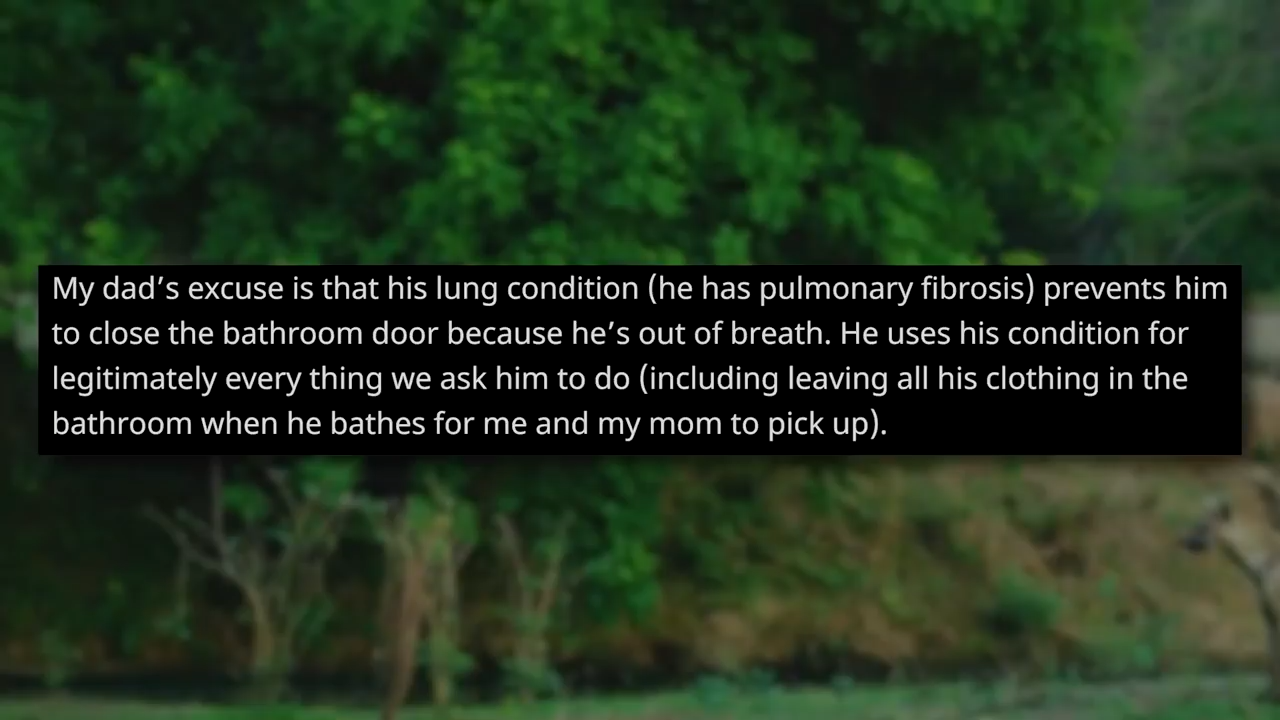 My dad’s excuse is that his lung condition (he has pulmonary fibrosis) prevents him
to close the bathroom door because he’s out of breath. He uses his condition for
legitimately every thing we ask him to do (including leaving all his clothing in the
bathroom when he bathes for me and my mom to pick up).